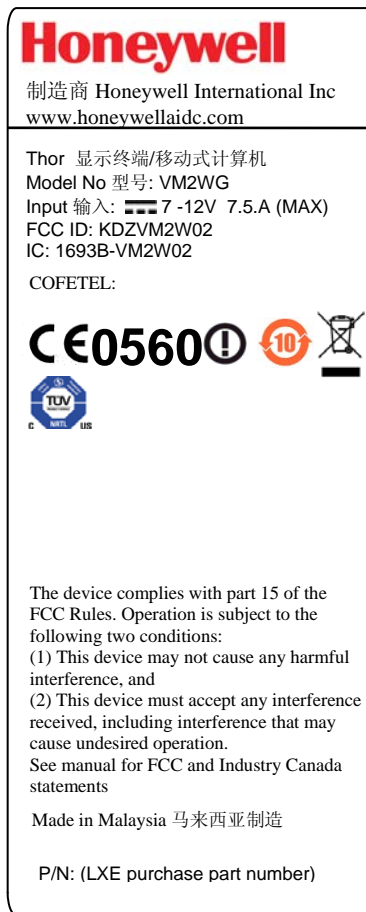 Honeywell
制造商 Honeywell International Inc
www.honeywellaidc.com
Thor 显示终端/移动式计算机
Model No 型号: VM2WG
Input 输入: 7 -12V 7.5.A (MAX)
FCC ID: KDZVM2W02
IC: 1693B-VM2W02
COFETEL:
CE0560! 10
TÜV
C NRTL US
The device complies with part 15 of the
FCC Rules. Operation is subject to the
following two conditions:
(1) This device may not cause any harmful
interference, and
(2) This device must accept any interference
received, including interference that may
cause undesired operation.
See manual for FCC and Industry Canada
statements
Made in Malaysia 马来西亚制造
P/N: (LXE purchase part number)